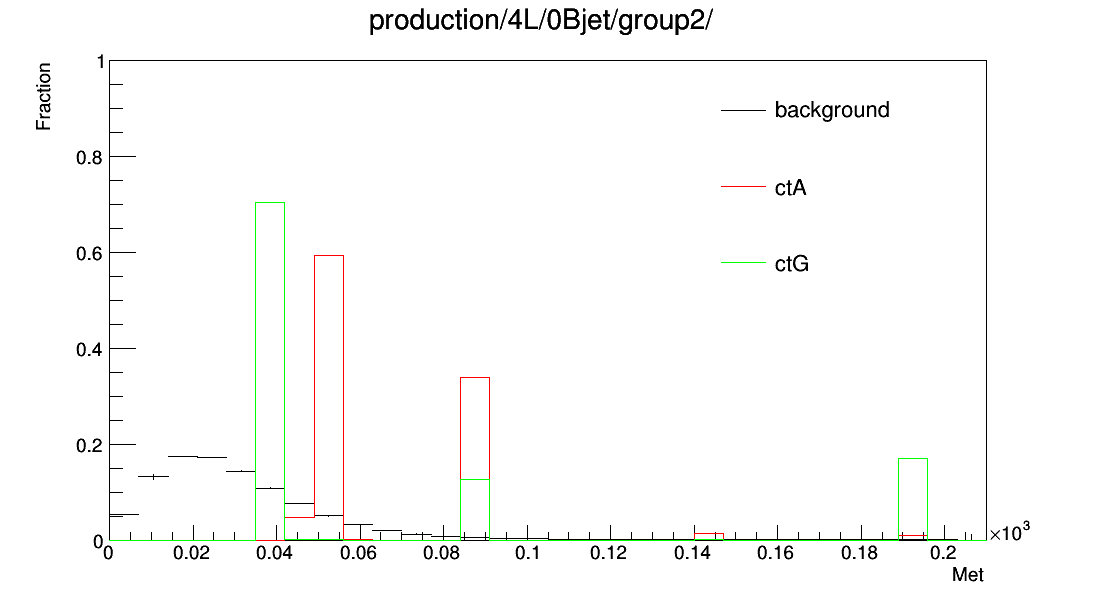 production/4L/0Bjet/group2/
Fraction
1
0.8
0.6
0.4
0.2
0
background
ctA
ctG
0 0.02 0.04 0.06 0.08 0.1 0.12 0.14 0.16 0.18 0.2
×10³
Met